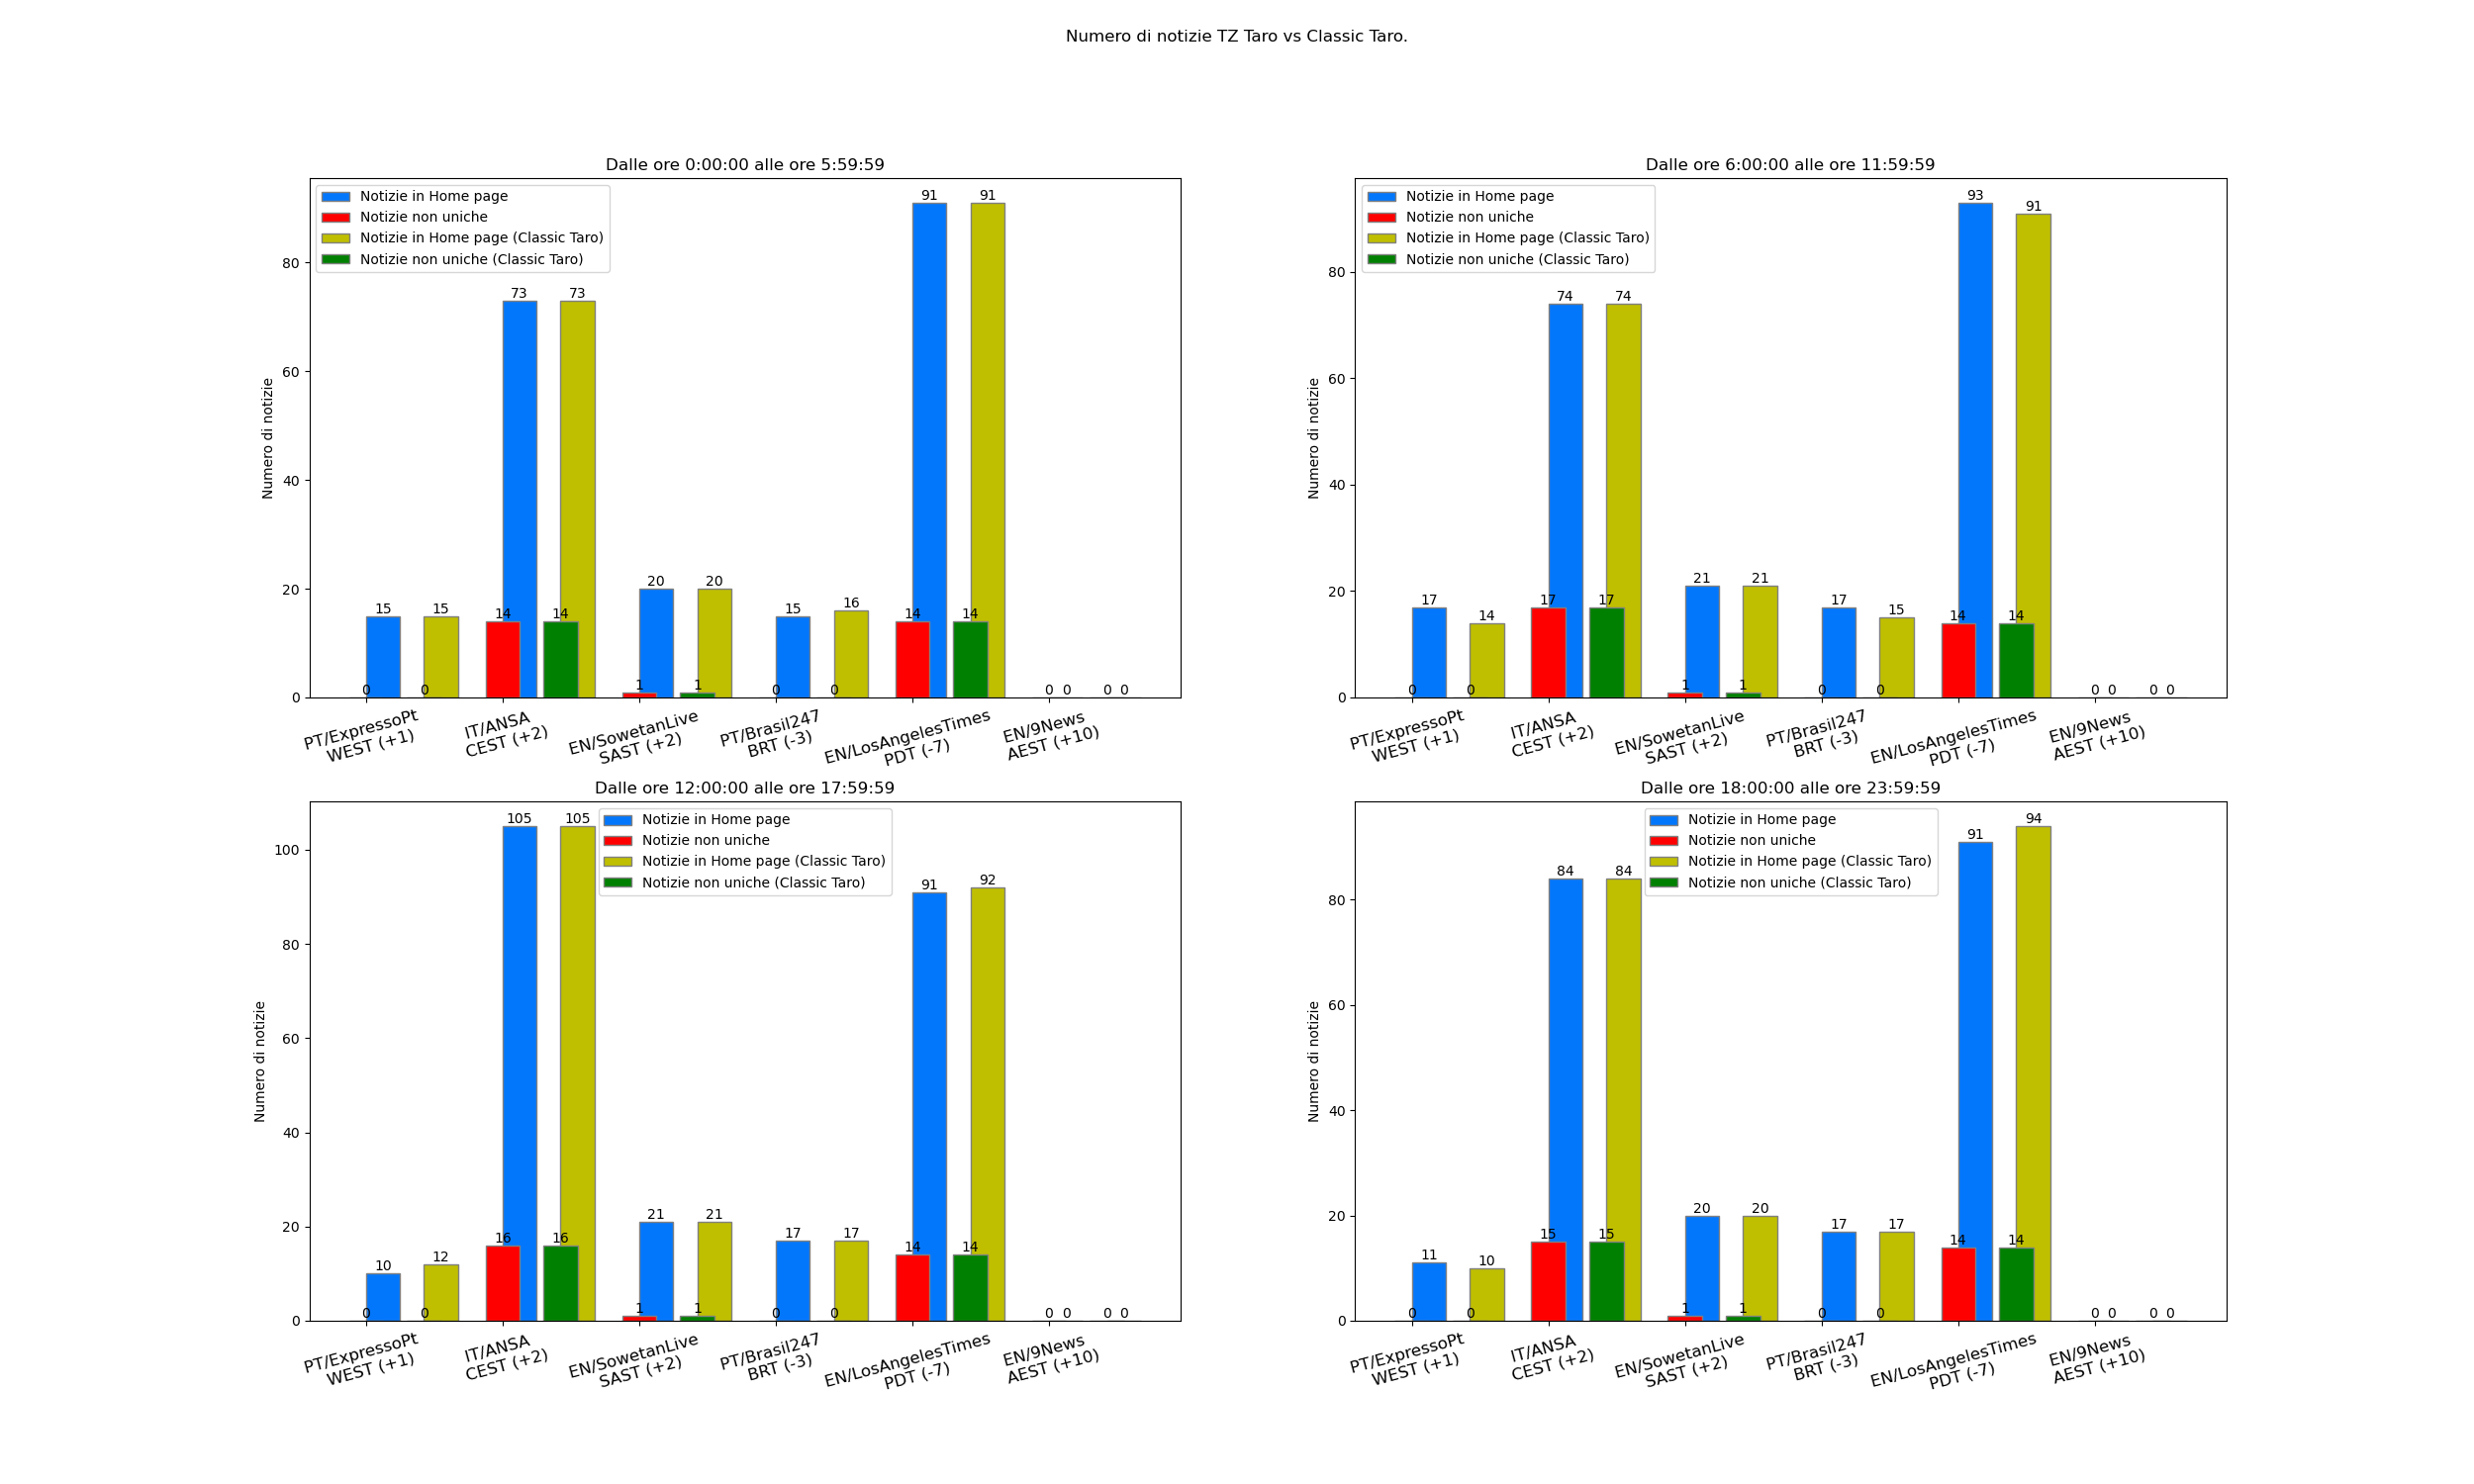 Numero di notizie TZ Taro vs Classic Taro.
Dalle ore 0:00:00 alle ore 5:59:59
Notizie in Home page
Notizie non uniche
Notizie in Home page (Classic Taro)
Notizie non uniche (Classic Taro)
Numero di notizie
80
60
40
20
0
15
15
73
73
20
20
15
16
91
91
0
0
14
14
1
1
0
0
14
14
0
0
0
0
PT/ExpressoPt
WEST (+1)
IT/ANSA
CEST (+2)
EN/SowetanLive
SAST (+2)
PT/Brasil247
BRT (-3)
EN/LosAngelesTimes
PDT (-7)
EN/9News
AEST (+10)
Dalle ore 6:00:00 alle ore 11:59:59
Notizie in Home page
Notizie non uniche
Notizie in Home page (Classic Taro)
Notizie non uniche (Classic Taro)
Numero di notizie
80
60
40
20
0
17
14
74
74
21
21
17
15
93
91
0
0
17
17
1
1
0
0
14
14
0
0
0
0
PT/ExpressoPt
WEST (+1)
IT/ANSA
CEST (+2)
EN/SowetanLive
SAST (+2)
PT/Brasil247
BRT (-3)
EN/LosAngelesTimes
PDT (-7)
EN/9News
AEST (+10)
Dalle ore 12:00:00 alle ore 17:59:59
Notizie in Home page
Notizie non uniche
Notizie in Home page (Classic Taro)
Notizie non uniche (Classic Taro)
Numero di notizie
100
80
60
40
20
0
10
12
105
105
21
21
17
17
91
92
0
0
16
16
1
1
0
0
14
14
0
0
0
0
PT/ExpressoPt
WEST (+1)
IT/ANSA
CEST (+2)
EN/SowetanLive
SAST (+2)
PT/Brasil247
BRT (-3)
EN/LosAngelesTimes
PDT (-7)
EN/9News
AEST (+10)
Dalle ore 18:00:00 alle ore 23:59:59
Notizie in Home page
Notizie non uniche
Notizie in Home page (Classic Taro)
Notizie non uniche (Classic Taro)
Numero di notizie
80
60
40
20
0
11
10
84
84
20
20
17
17
91
94
0
0
15
15
1
1
0
0
14
14
0
0
0
0
PT/ExpressoPt
WEST (+1)
IT/ANSA
CEST (+2)
EN/SowetanLive
SAST (+2)
PT/Brasil247
BRT (-3)
EN/LosAngelesTimes
PDT (-7)
EN/9News
AEST (+10)